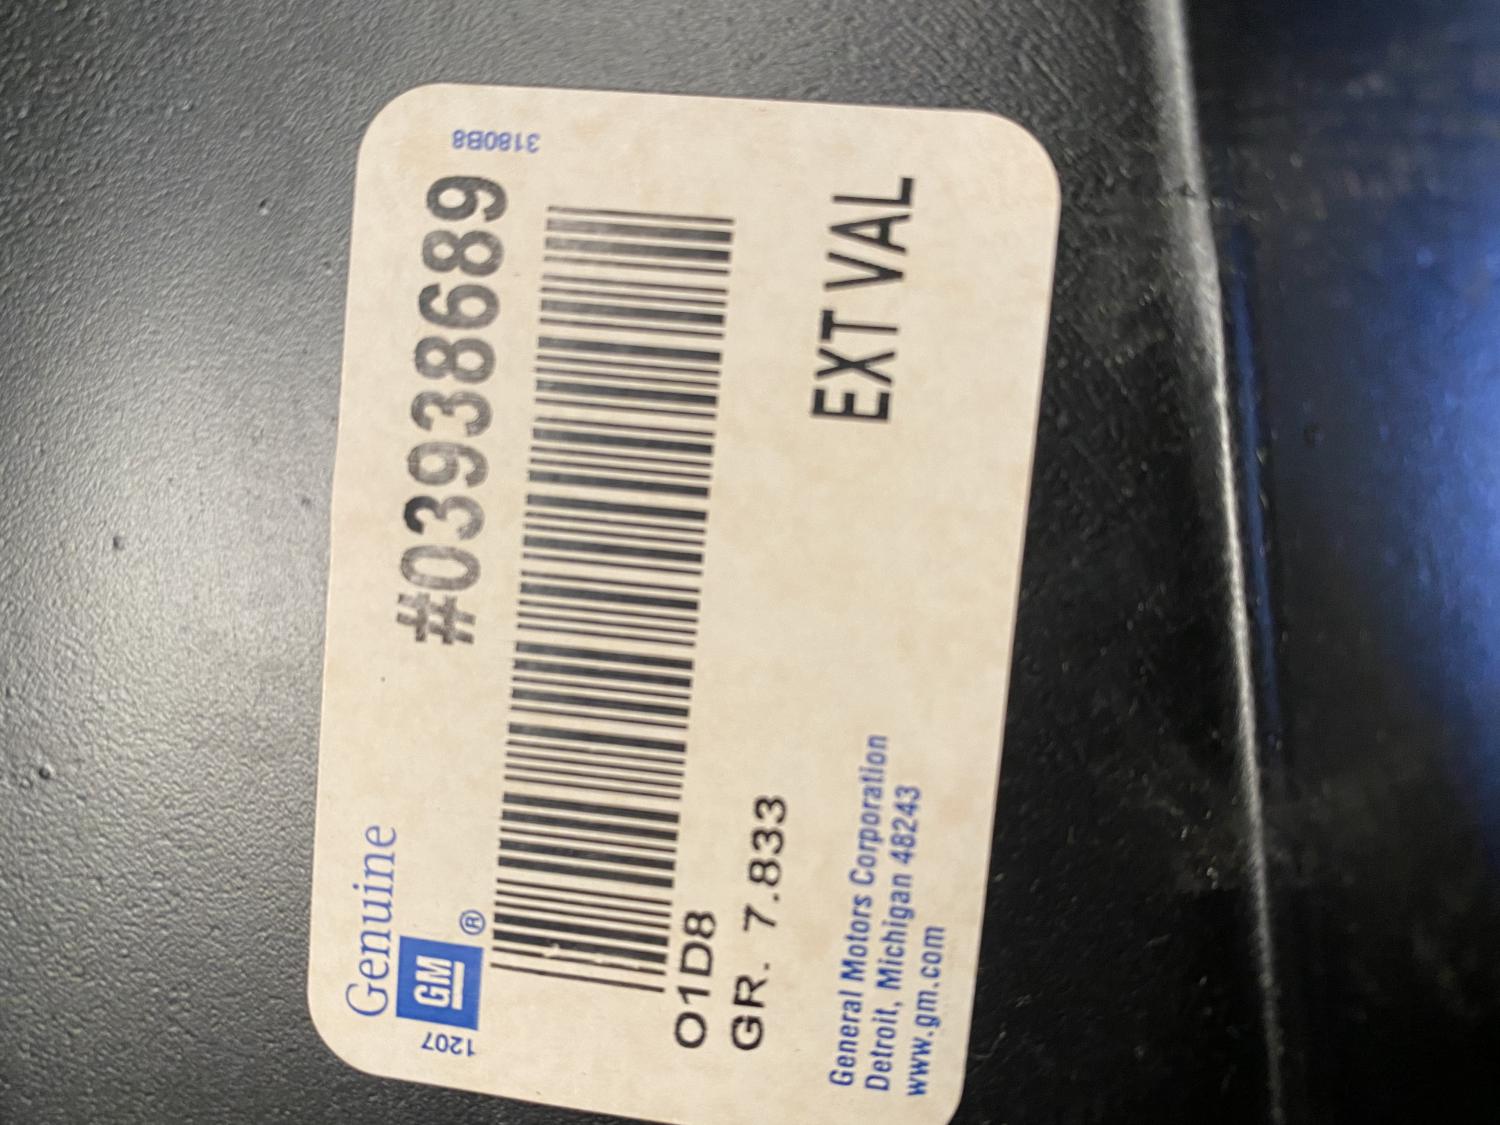 Genuine
GM®
#03938689
1207
3180B8
01D8
GR. 7.833
EXT VAL
General Motors Corporation
Detroit, Michigan 48243
www.gm.com